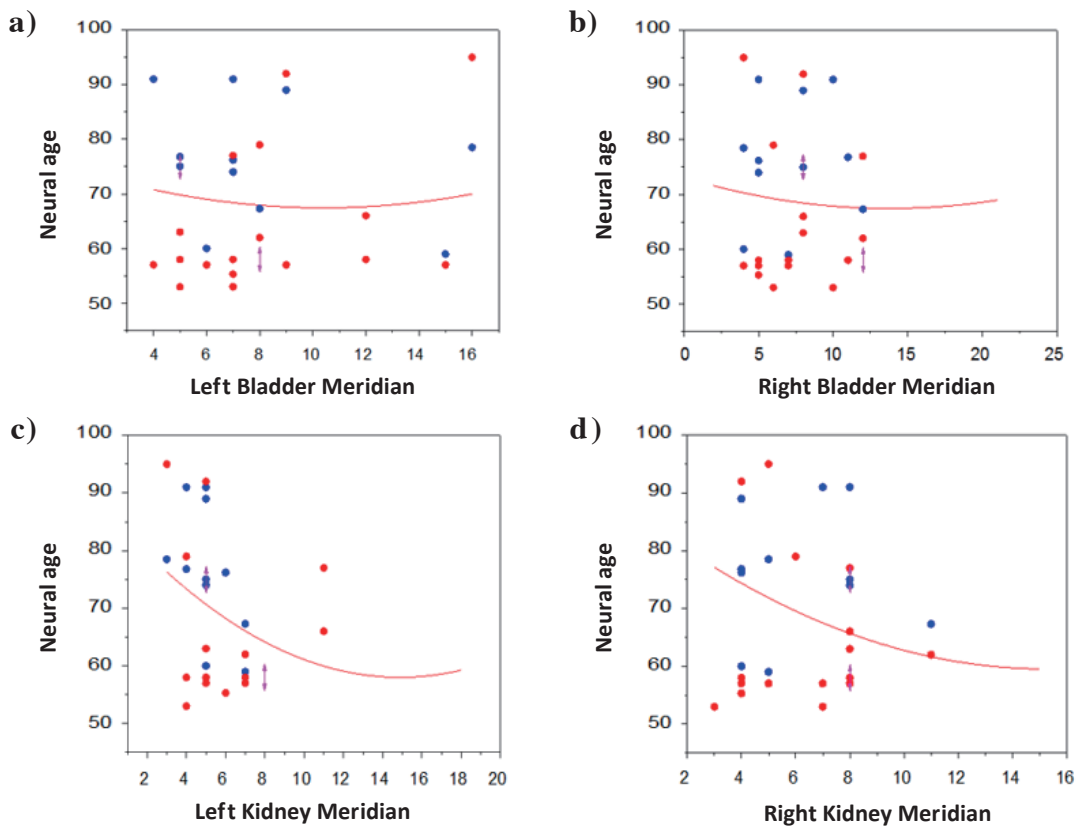 a)
100
90
80
70
60
50
Neural age
4 6 8 10 12 14 16
Left Bladder Meridian
b)
100
90
80
70
60
50
Neural age
0 5 10 15 20 25
Right Bladder Meridian
c)
100
90
80
70
60
50
Neural age
2 4 6 8 10 12 14 16 18 20
Left Kidney Meridian
d)
100
90
80
70
60
50
Neural age
2 4 6 8 10 12 14 16
Right Kidney Meridian